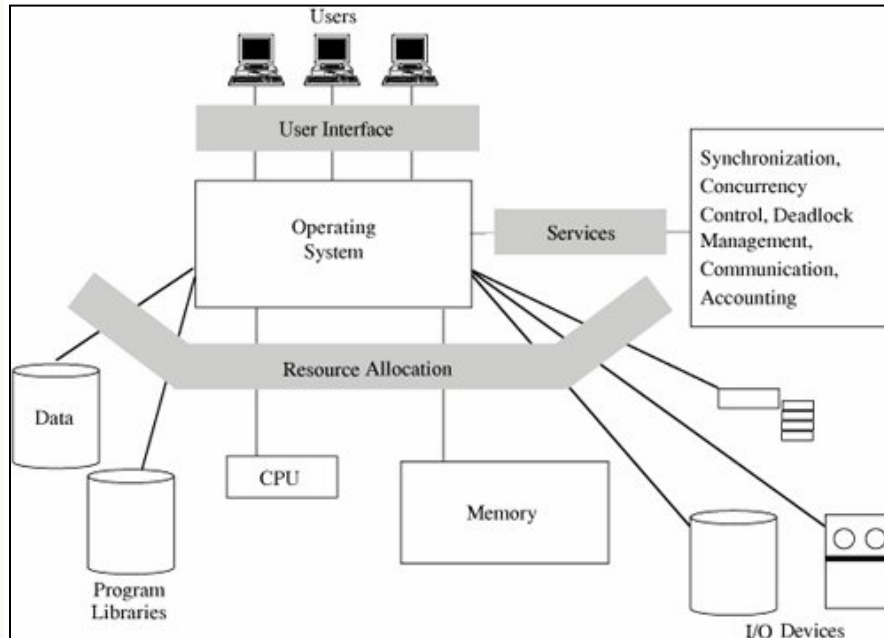 Users
User Interface
Operating
System
Services
Synchronization,
Concurrency
Control, Deadlock
Management,
Communication,
Accounting
Resource Allocation
Data
CPU
Memory
Program
Libraries
I/O Devices